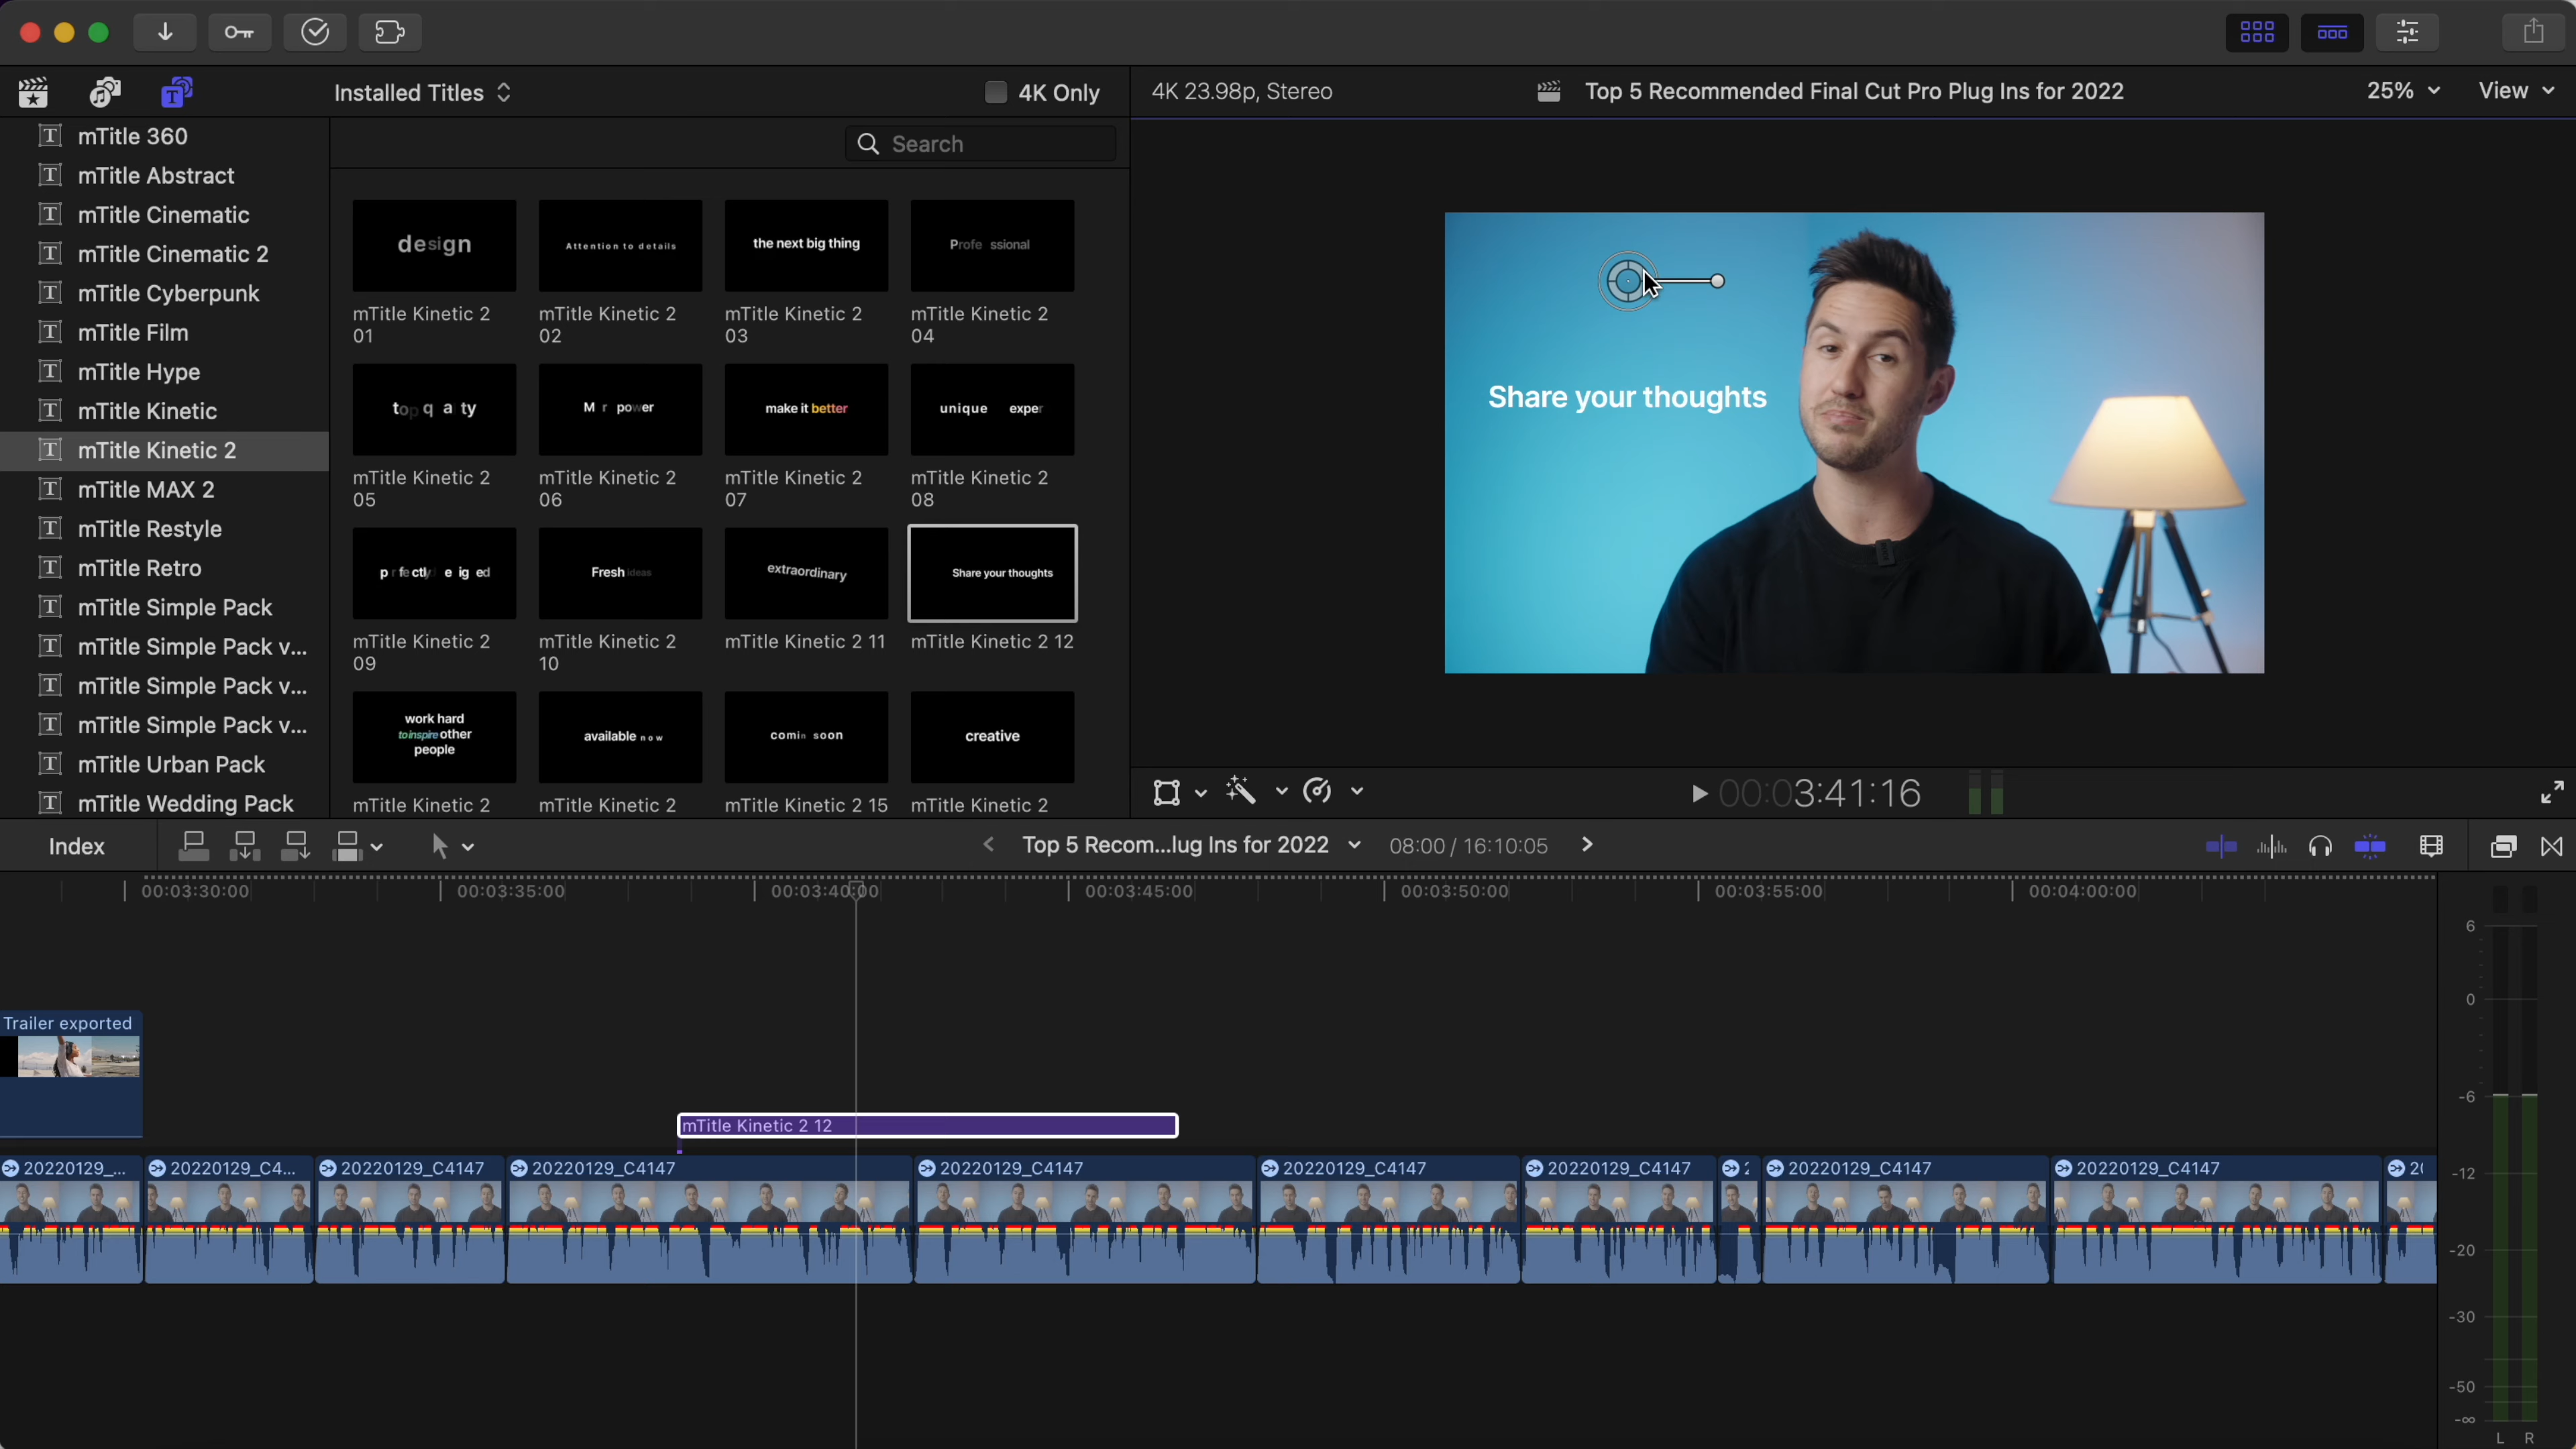 Installed Titles
4K Only
4K 23.98p, Stereo
Top 5 Recommended Final Cut Pro Plug Ins for 2022
25%
View
Search
mTitle 360
mTitle Abstract
mTitle Cinematic
mTitle Cinematic 2
mTitle Cyberpunk
mTitle Film
mTitle Hype
mTitle Kinetic
mTitle Kinetic 2
mTitle MAX 2
mTitle Restyle
mTitle Retro
mTitle Simple Pack
mTitle Simple Pack v...
mTitle Simple Pack v...
mTitle Simple Pack v...
mTitle Urban Pack
mTitle Wedding Pack
design
Attention to details
the next big thing
Profe ssional
mTitle Kinetic 2
01
mTitle Kinetic 2
02
mTitle Kinetic 2
03
mTitle Kinetic 2
04
top q a ty
M r power
make it better
unique exper
mTitle Kinetic 2
05
mTitle Kinetic 2
06
mTitle Kinetic 2
07
mTitle Kinetic 2
08
p r fe ctly e ig ed
Fresh ideas
extraordinary
Share your thoughts
mTitle Kinetic 2
09
mTitle Kinetic 2
10
mTitle Kinetic 2 11
mTitle Kinetic 2 12
work hard
to inspire other
people
available now
comin soon
creative
mTitle Kinetic 2
mTitle Kinetic 2
mTitle Kinetic 2 15
mTitle Kinetic 2
Share your thoughts
00:03:41:16
Index
Top 5 Recom...lug Ins for 2022
08:00 / 16:10:05
00:03:30:00
00:03:35:00
00:03:40:00
00:03:45:00
00:03:50:00
00:03:55:00
00:04:00:00
Trailer exported
mTitle Kinetic 2 12
20220129_...
20220129_C4...
20220129_C4147
20220129_C4147
20220129_C4147
20220129_C4147
20220129_C4147
2
20220129_C4147
20220129_C4147
20
6
0
-6
-12
-20
-30
-50
-∞
L R